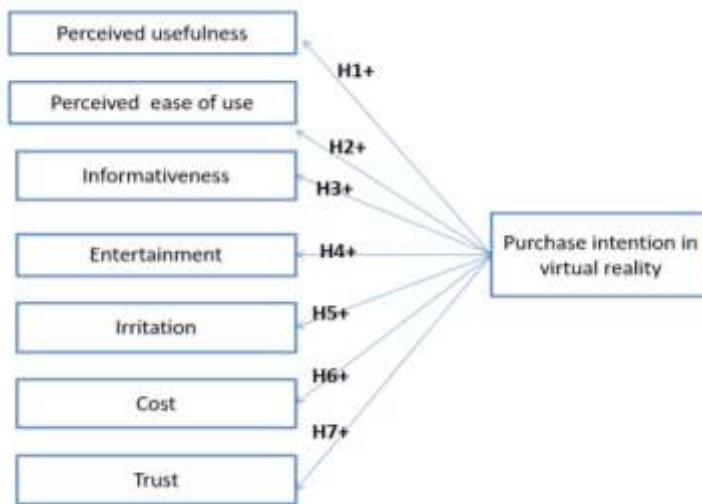 Perceived usefulness
H1+
Perceived ease of use
H2+
Informativeness
H3+
Purchase intention in
virtual reality
Entertainment
H4+
Irritation
H5+
Cost
H6+
Trust
H7+